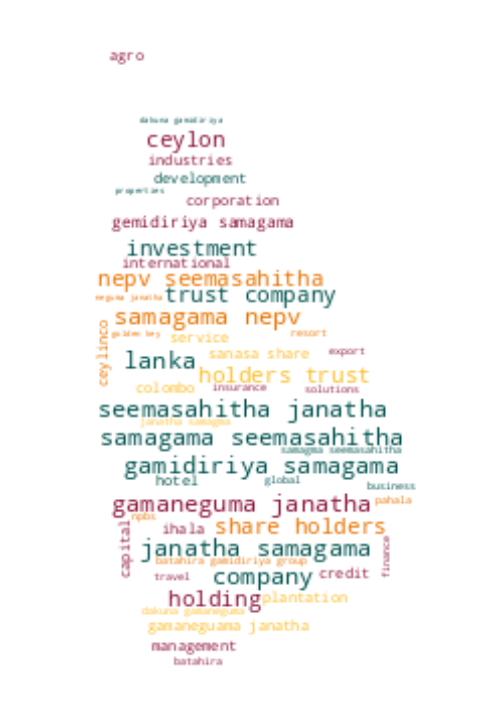 agro
dakuna gamidiriya
ceylon
industries
development
properties
corporation
gemidiriya samagama
investment
international
nepv seemasahitha
neguma janatha trust company
samagama nepv
golden key service resort
ceylinco
lanka sanasa share export
holders trust
colombo insurance solutions
seemasahitha janatha
janatha samagma
samagama seemasahitha
samagma seemasahitha
gamidiriya samagama
hotel global business
gamaneguma janatha pahala
npbs
capital ihala share holders
janatha samagama finance
batahira gamidiriya group
travel company credit
holding plantation
dakuna gamaneguma
gamaneguama janatha
management
batahira